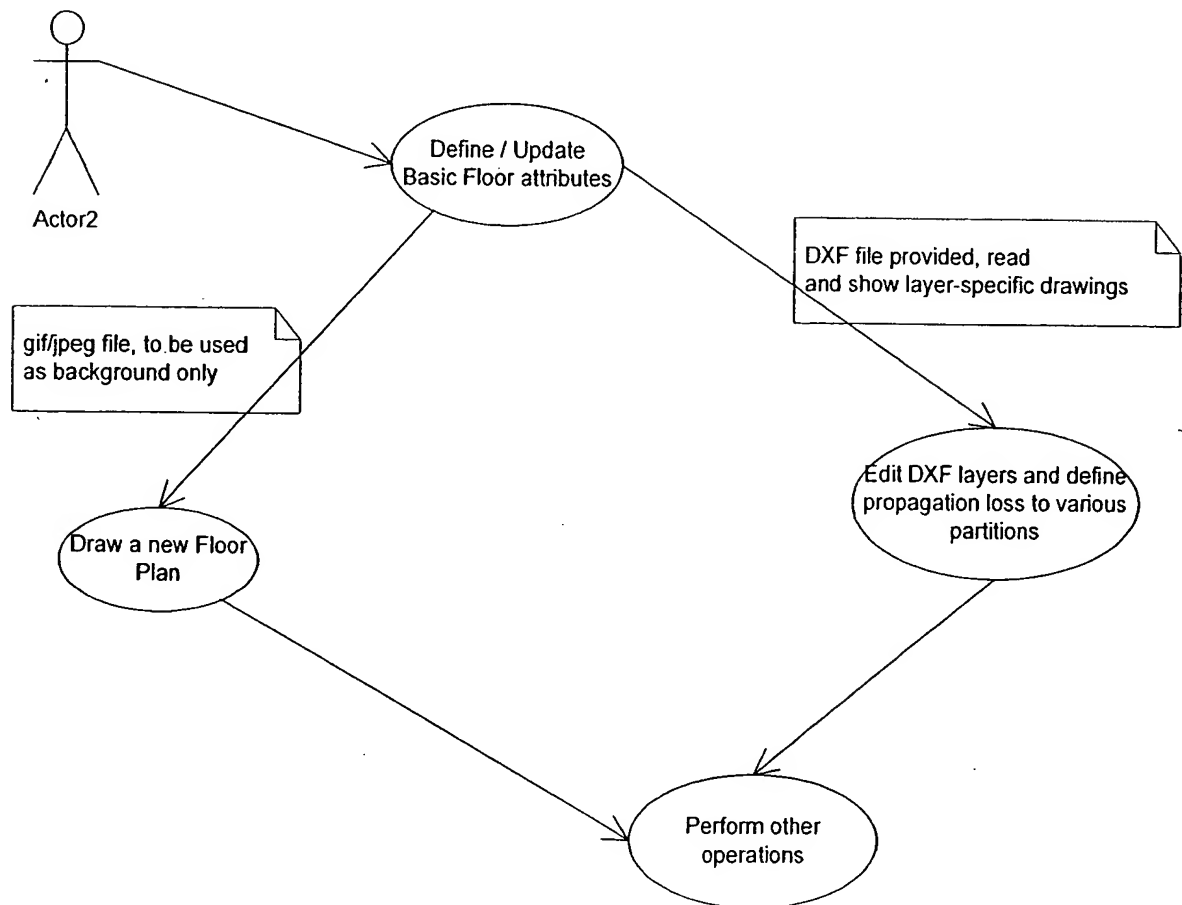 Define / Update
Basic Floor attributes
Actor2
DXF file provided, read
and show layer-specific drawings
gif/jpeg file, to be used
as background only
Edit DXF layers and define
propagation loss to various
partitions
Draw a new Floor
Plan
Perform other
operations